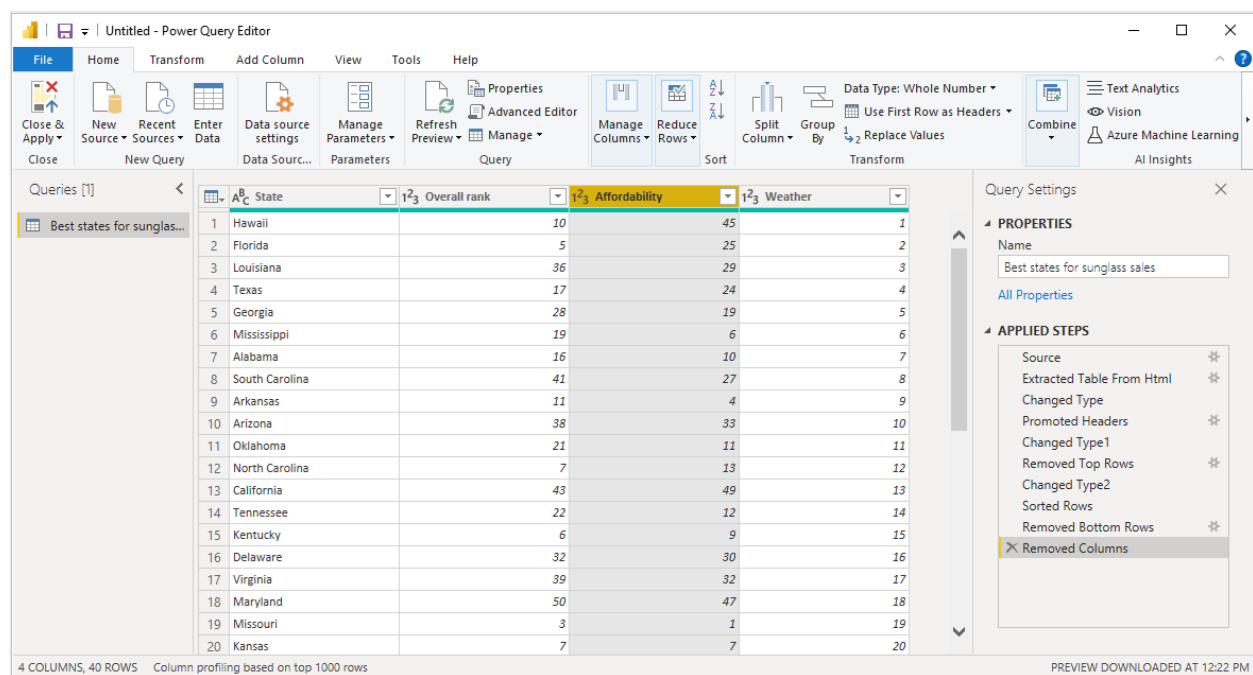 Untitled - Power Query Editor
File Home Transform Add Column View Tools Help
Close & Apply
New Source
Recent Sources
Enter Data
Data source settings
Manage Parameters
Refresh Preview
Properties
Advanced Editor
Manage
Manage Columns
Reduce Rows
Split Column
Group By
Data Type: Whole Number
Use First Row as Headers
Replace Values
Combine
Text Analytics
Vision
Azure Machine Learning
Close New Query Data Sourc... Parameters Query Sort Transform AI Insights
Queries [1]
Best states for sunglas...
State Overall rank Affordability Weather
1 Hawaii 10 45 1
2 Florida 5 25 2
3 Louisiana 36 29 3
4 Texas 17 24 4
5 Georgia 28 19 5
6 Mississippi 19 6 6
7 Alabama 16 10 7
8 South Carolina 41 27 8
9 Arkansas 11 4 9
10 Arizona 38 33 10
11 Oklahoma 21 11 11
12 North Carolina 7 13 12
13 California 43 49 13
14 Tennessee 22 12 14
15 Kentucky 6 9 15
16 Delaware 32 30 16
17 Virginia 39 32 17
18 Maryland 50 47 18
19 Missouri 3 1 19
20 Kansas 7 7 20
Query Settings
PROPERTIES
Name
Best states for sunglass sales
All Properties
APPLIED STEPS
Source
Extracted Table From Html
Changed Type
Promoted Headers
Changed Type1
Removed Top Rows
Changed Type2
Sorted Rows
Removed Bottom Rows
Removed Columns
4 COLUMNS, 40 ROWS Column profiling based on top 1000 rows
PREVIEW DOWNLOADED AT 12:22 PM